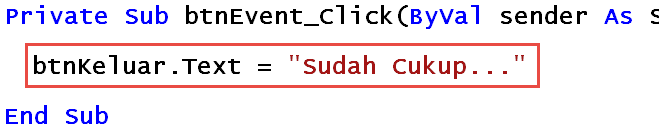 Private Sub btnEvent_Click(ByVal sender As S
btnKeluar.Text = "Sudah Cukup..."
End Sub